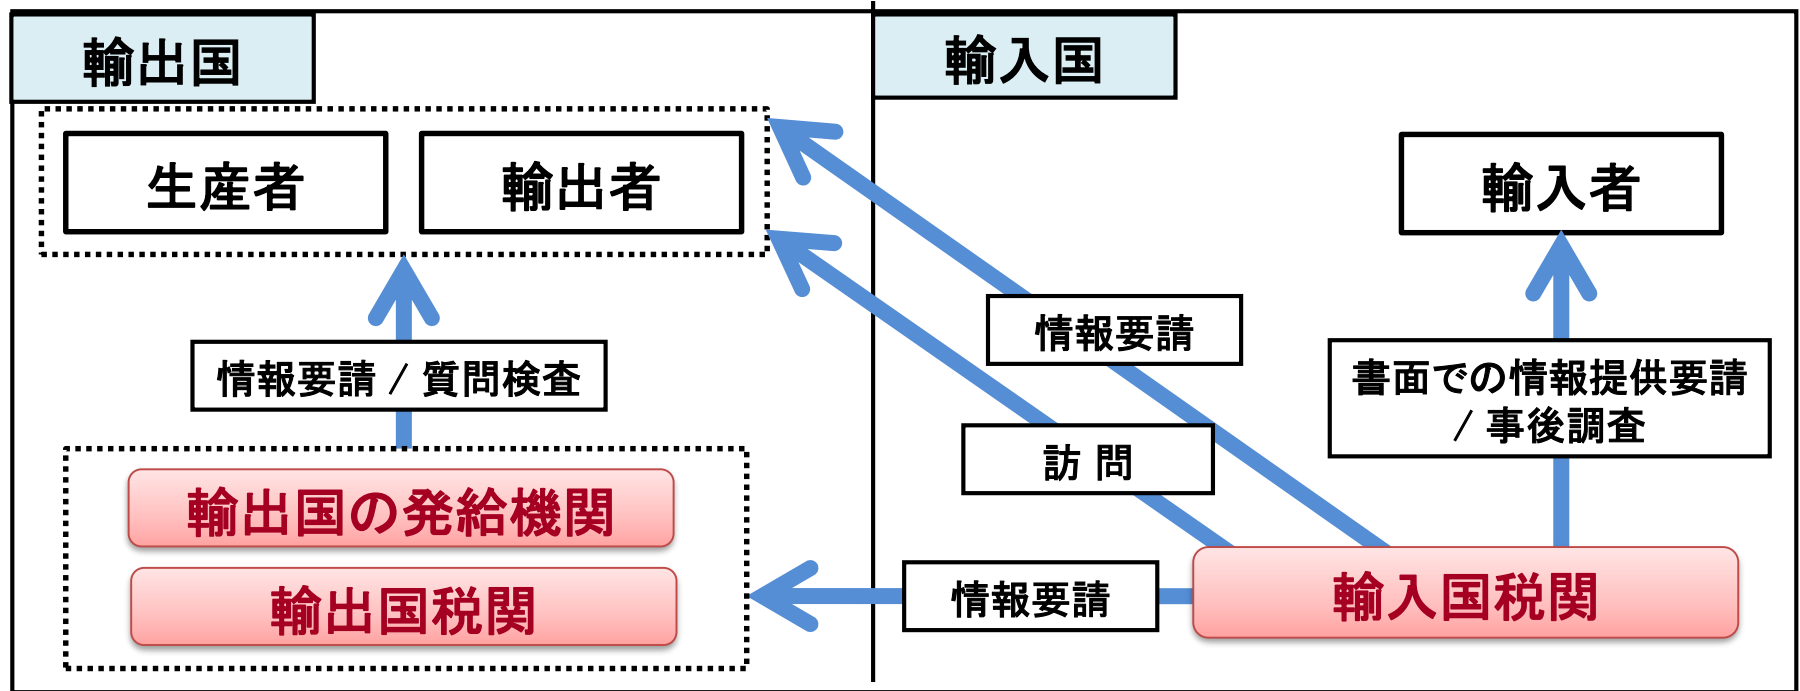 輸出国
輸入国
生産者
輸出者
輸入者
情報要請
情報要請 / 質問検査
書面での情報提供要請
/ 事後調査
訪 問
輸出国の発給機関
輸出国税関
情報要請
輸入国税関